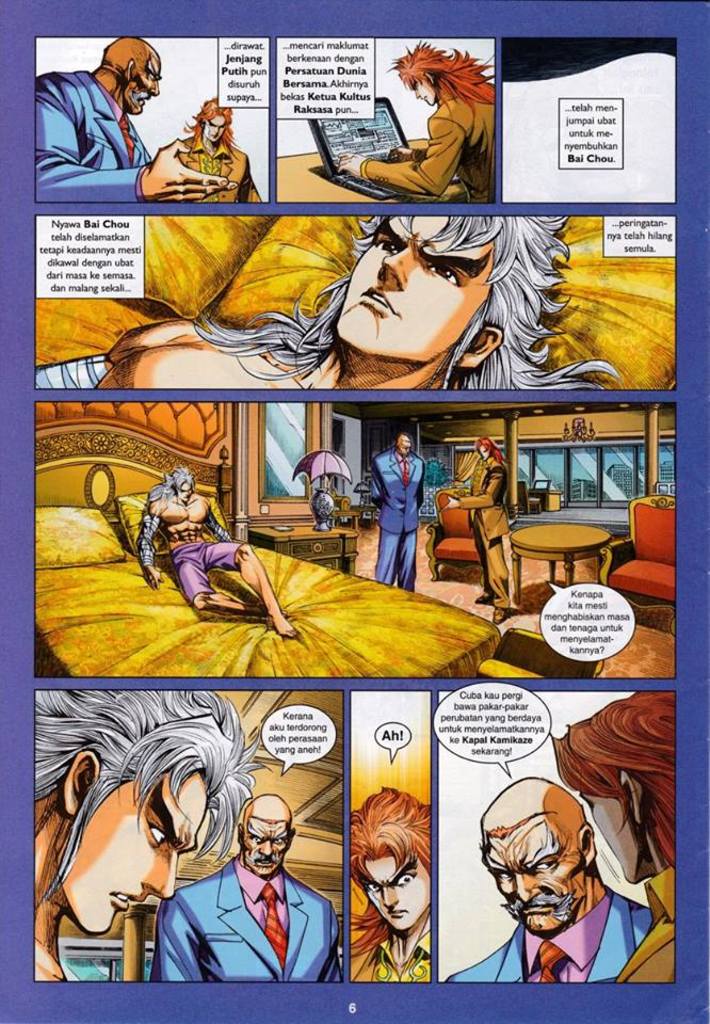 ...dirawat.
Jenjang
Putih pun
disuruh
supaya...
...mencari maklumat
berkenaan dengan
Persatuan Dunia
Bersama. Akhirnya
bekas Ketua Kultus
Raksasa pun...
...telah men-
jumpai ubat
untuk me-
nyembuhkan
Bai Chou.
Nyawa Bai Chou
telah diselamatkan
tetapi keadaannya mesti
dikawal dengan ubat
dari masa ke semasa.
dan malang sekali...
...peringatan-
nya telah hilang
semula.
Kenapa
kita mesti
menghabiskan masa
dan tenaga untuk
menyelamat-
kannya?
Kerana
aku terdorong
oleh perasaan
yang aneh!
Ah!
Cuba kau pergi
bawa pakar-pakar
perubatan yang berdaya
untuk menyelamatkannya
ke Kapal Kamikaze
sekarang!
6